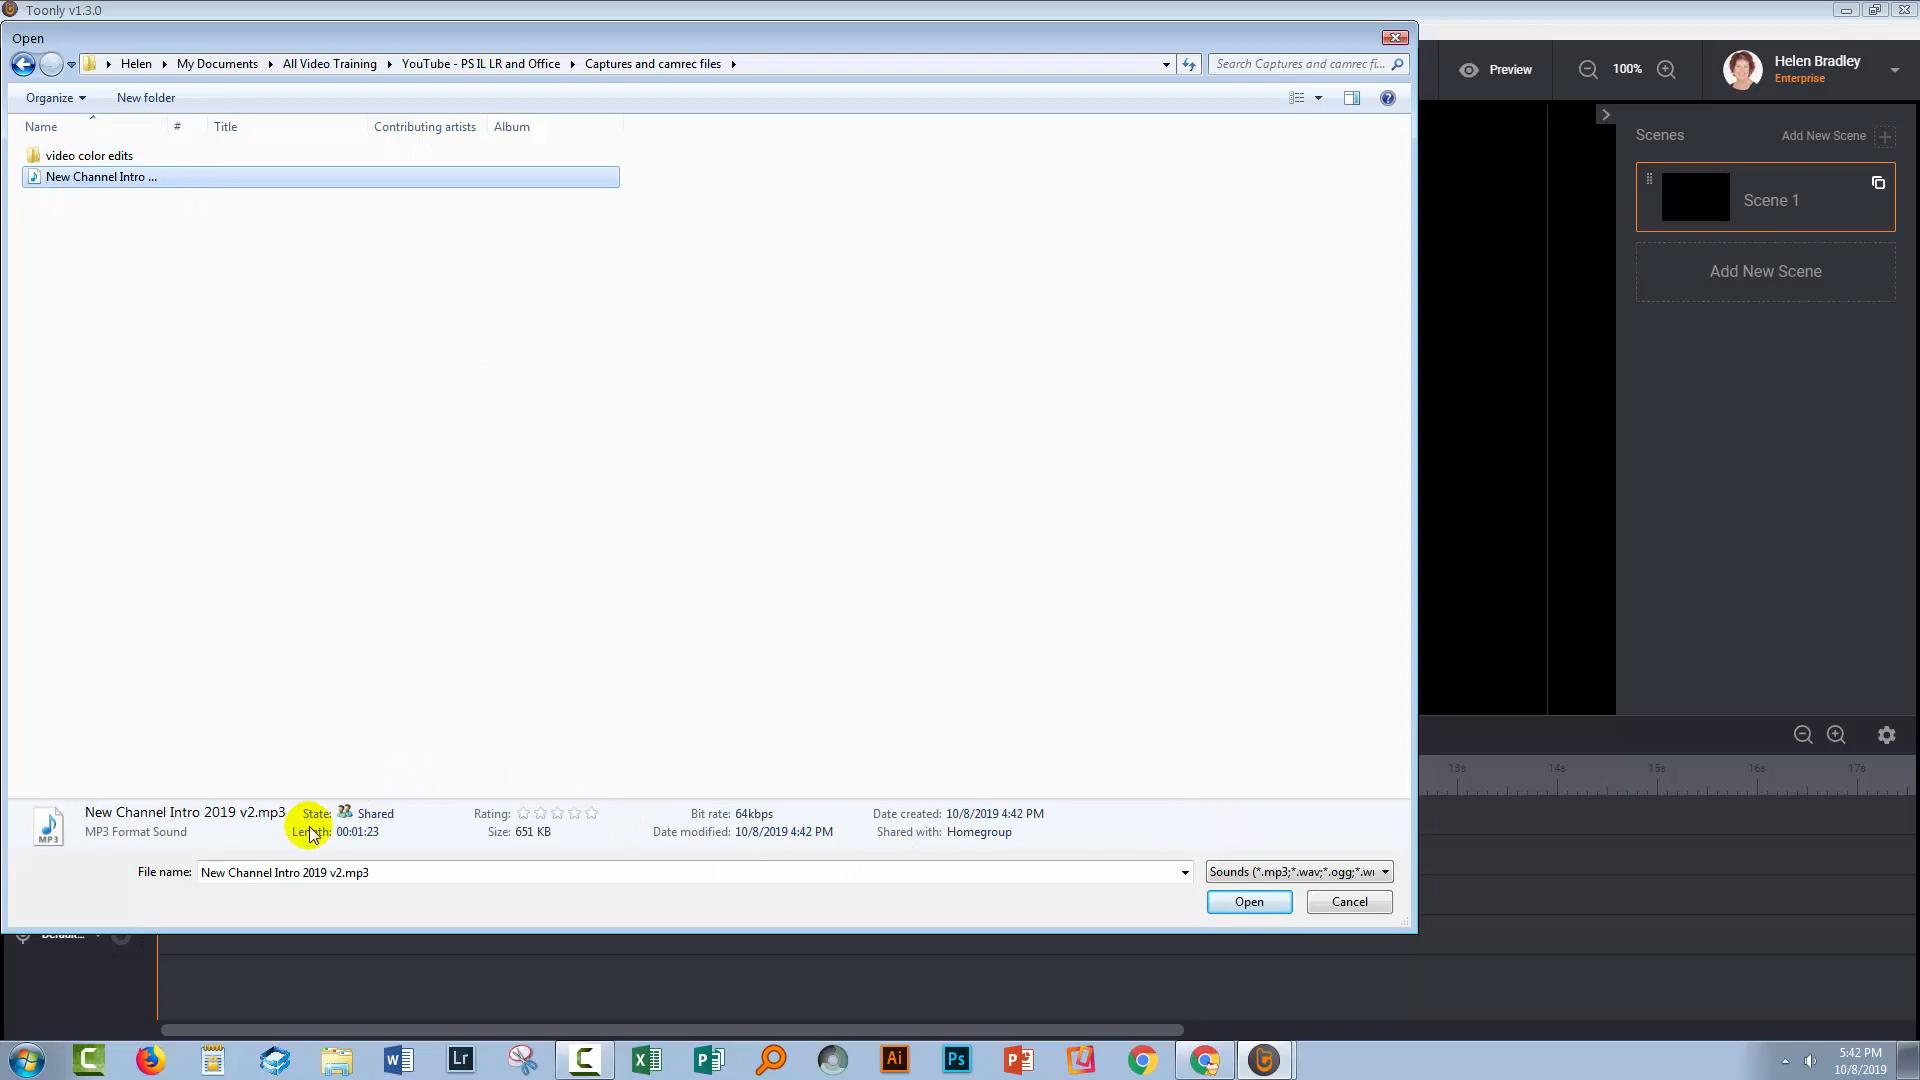 Toonly v1.3.0
Open
Helen My Documents All Video Training YouTube - PS IL LR and Office Captures and camrec files
Search Captures and camrec fi...
Organize New folder
Name # Title Contributing artists Album
video color edits
New Channel Intro ...
Preview 100% Helen Bradley
Enterprise
Scenes Add New Scene
Scene 1
Add New Scene
13s 14s 15s 16s 17s
New Channel Intro 2019 v2.mp3 State: Shared Rating: Bit rate: 64kbps Date created: 10/8/2019 4:42 PM
MP3 Format Sound Length: 00:01:23 Size: 651 KB Date modified: 10/8/2019 4:42 PM Shared with: Homegroup
MP3
File name: New Channel Intro 2019 v2.mp3 Sounds (*.mp3;*.wav;*.ogg;*.w
Open Cancel
Lr Ai Ps
5:42 PM
10/8/2019